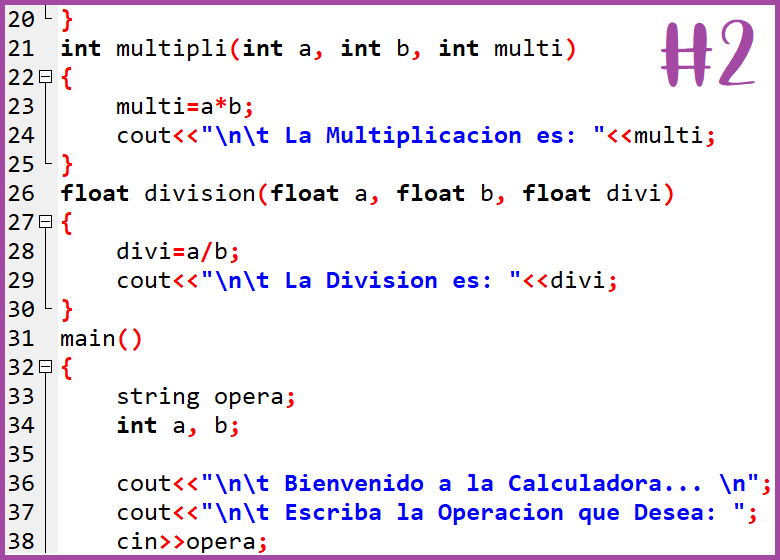 #2
20 }
21 int multipli(int a, int b, int multi)
22 {
23 multi=a*b;
24 cout<<"\n\t La Multiplicacion es: "<<multi;
25 }
26 float division(float a, float b, float divi)
27 {
28 divi=a/b;
29 cout<<"\n\t La Division es: "<<divi;
30 }
31 main()
32 {
33 string opera;
34 int a, b;
35
36 cout<<"\n\t Bienvenido a la Calculadora... \n";
37 cout<<"\n\t Escriba la Operacion que Desea: ";
38 cin>>opera;